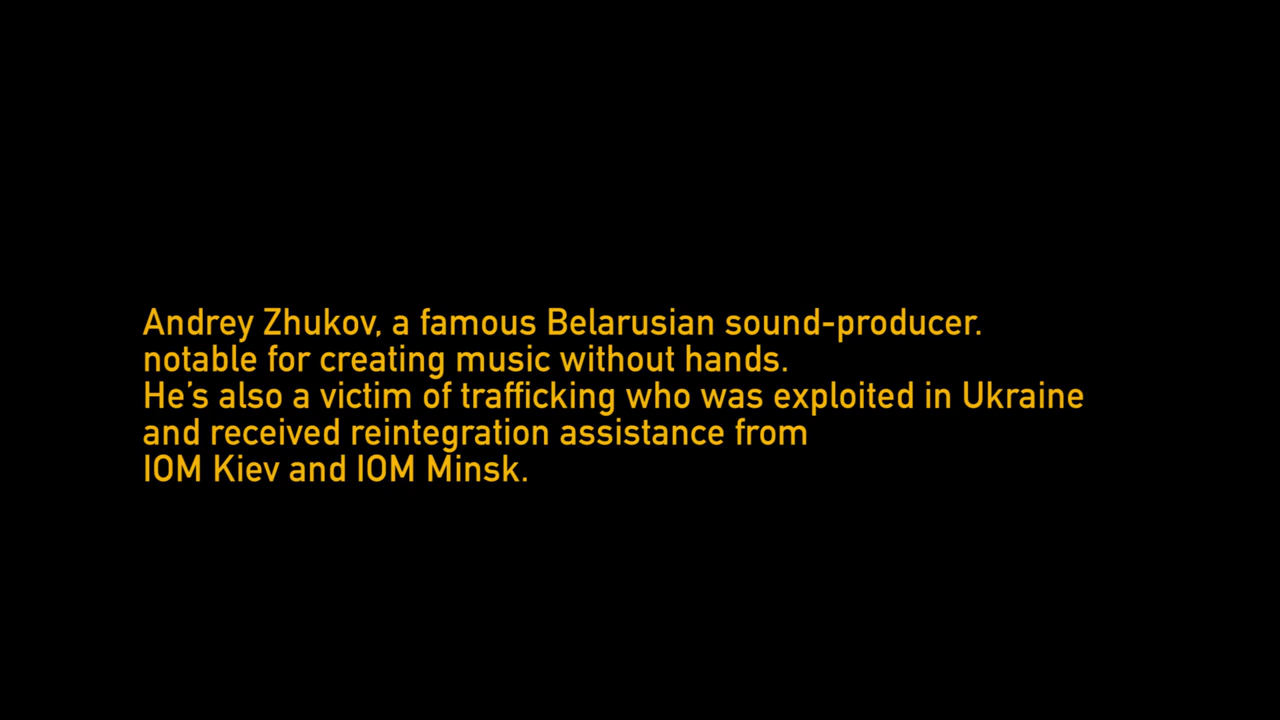 Andrey Zhukov, a famous Belarusian sound-producer.
notable for creating music without hands.
He’s also a victim of trafficking who was exploited in Ukraine
and received reintegration assistance from
IOM Kiev and IOM Minsk.